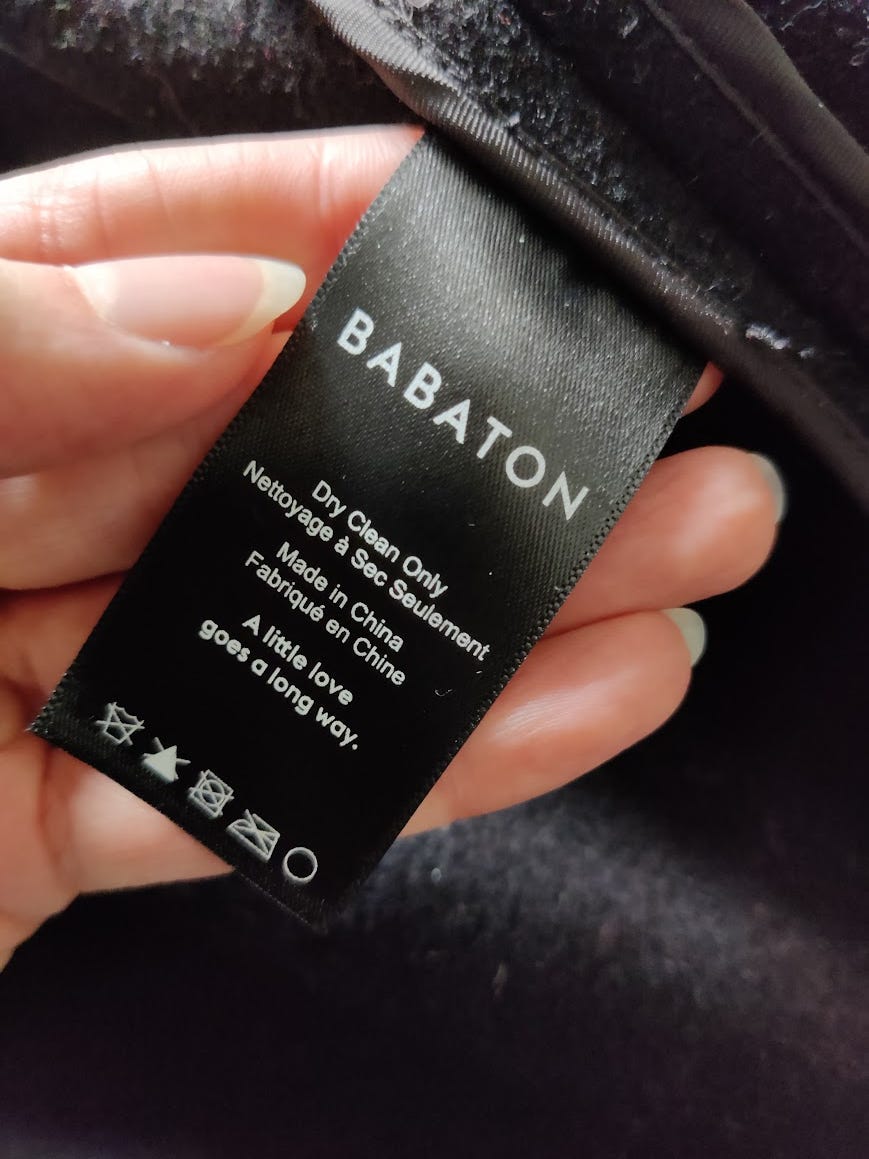 BABATON
Dry Clean Only
Nettoyage à Sec Seulement
Made in China
Fabriqué en Chine
A little love
goes a long way.